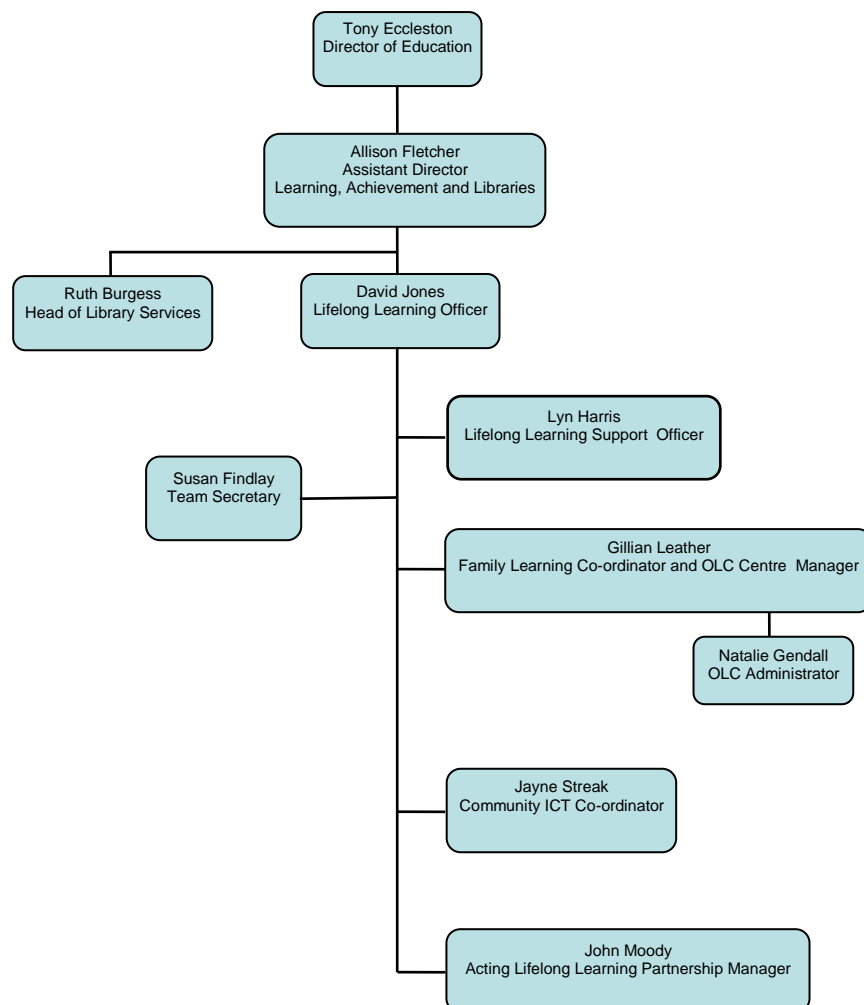 Tony Eccleston
Director of Education
Allison Fletcher
Assistant Director
Learning, Achievement and Libraries
Ruth Burgess
Head of Library Services
David Jones
Lifelong Learning Officer
Lyn Harris
Lifelong Learning Support Officer
Susan Findlay
Team Secretary
Gillian Leather
Family Learning Co-ordinator and OLC Centre Manager
Natalie Gendall
OLC Administrator
Jayne Streak
Community ICT Co-ordinator
John Moody
Acting Lifelong Learning Partnership Manager